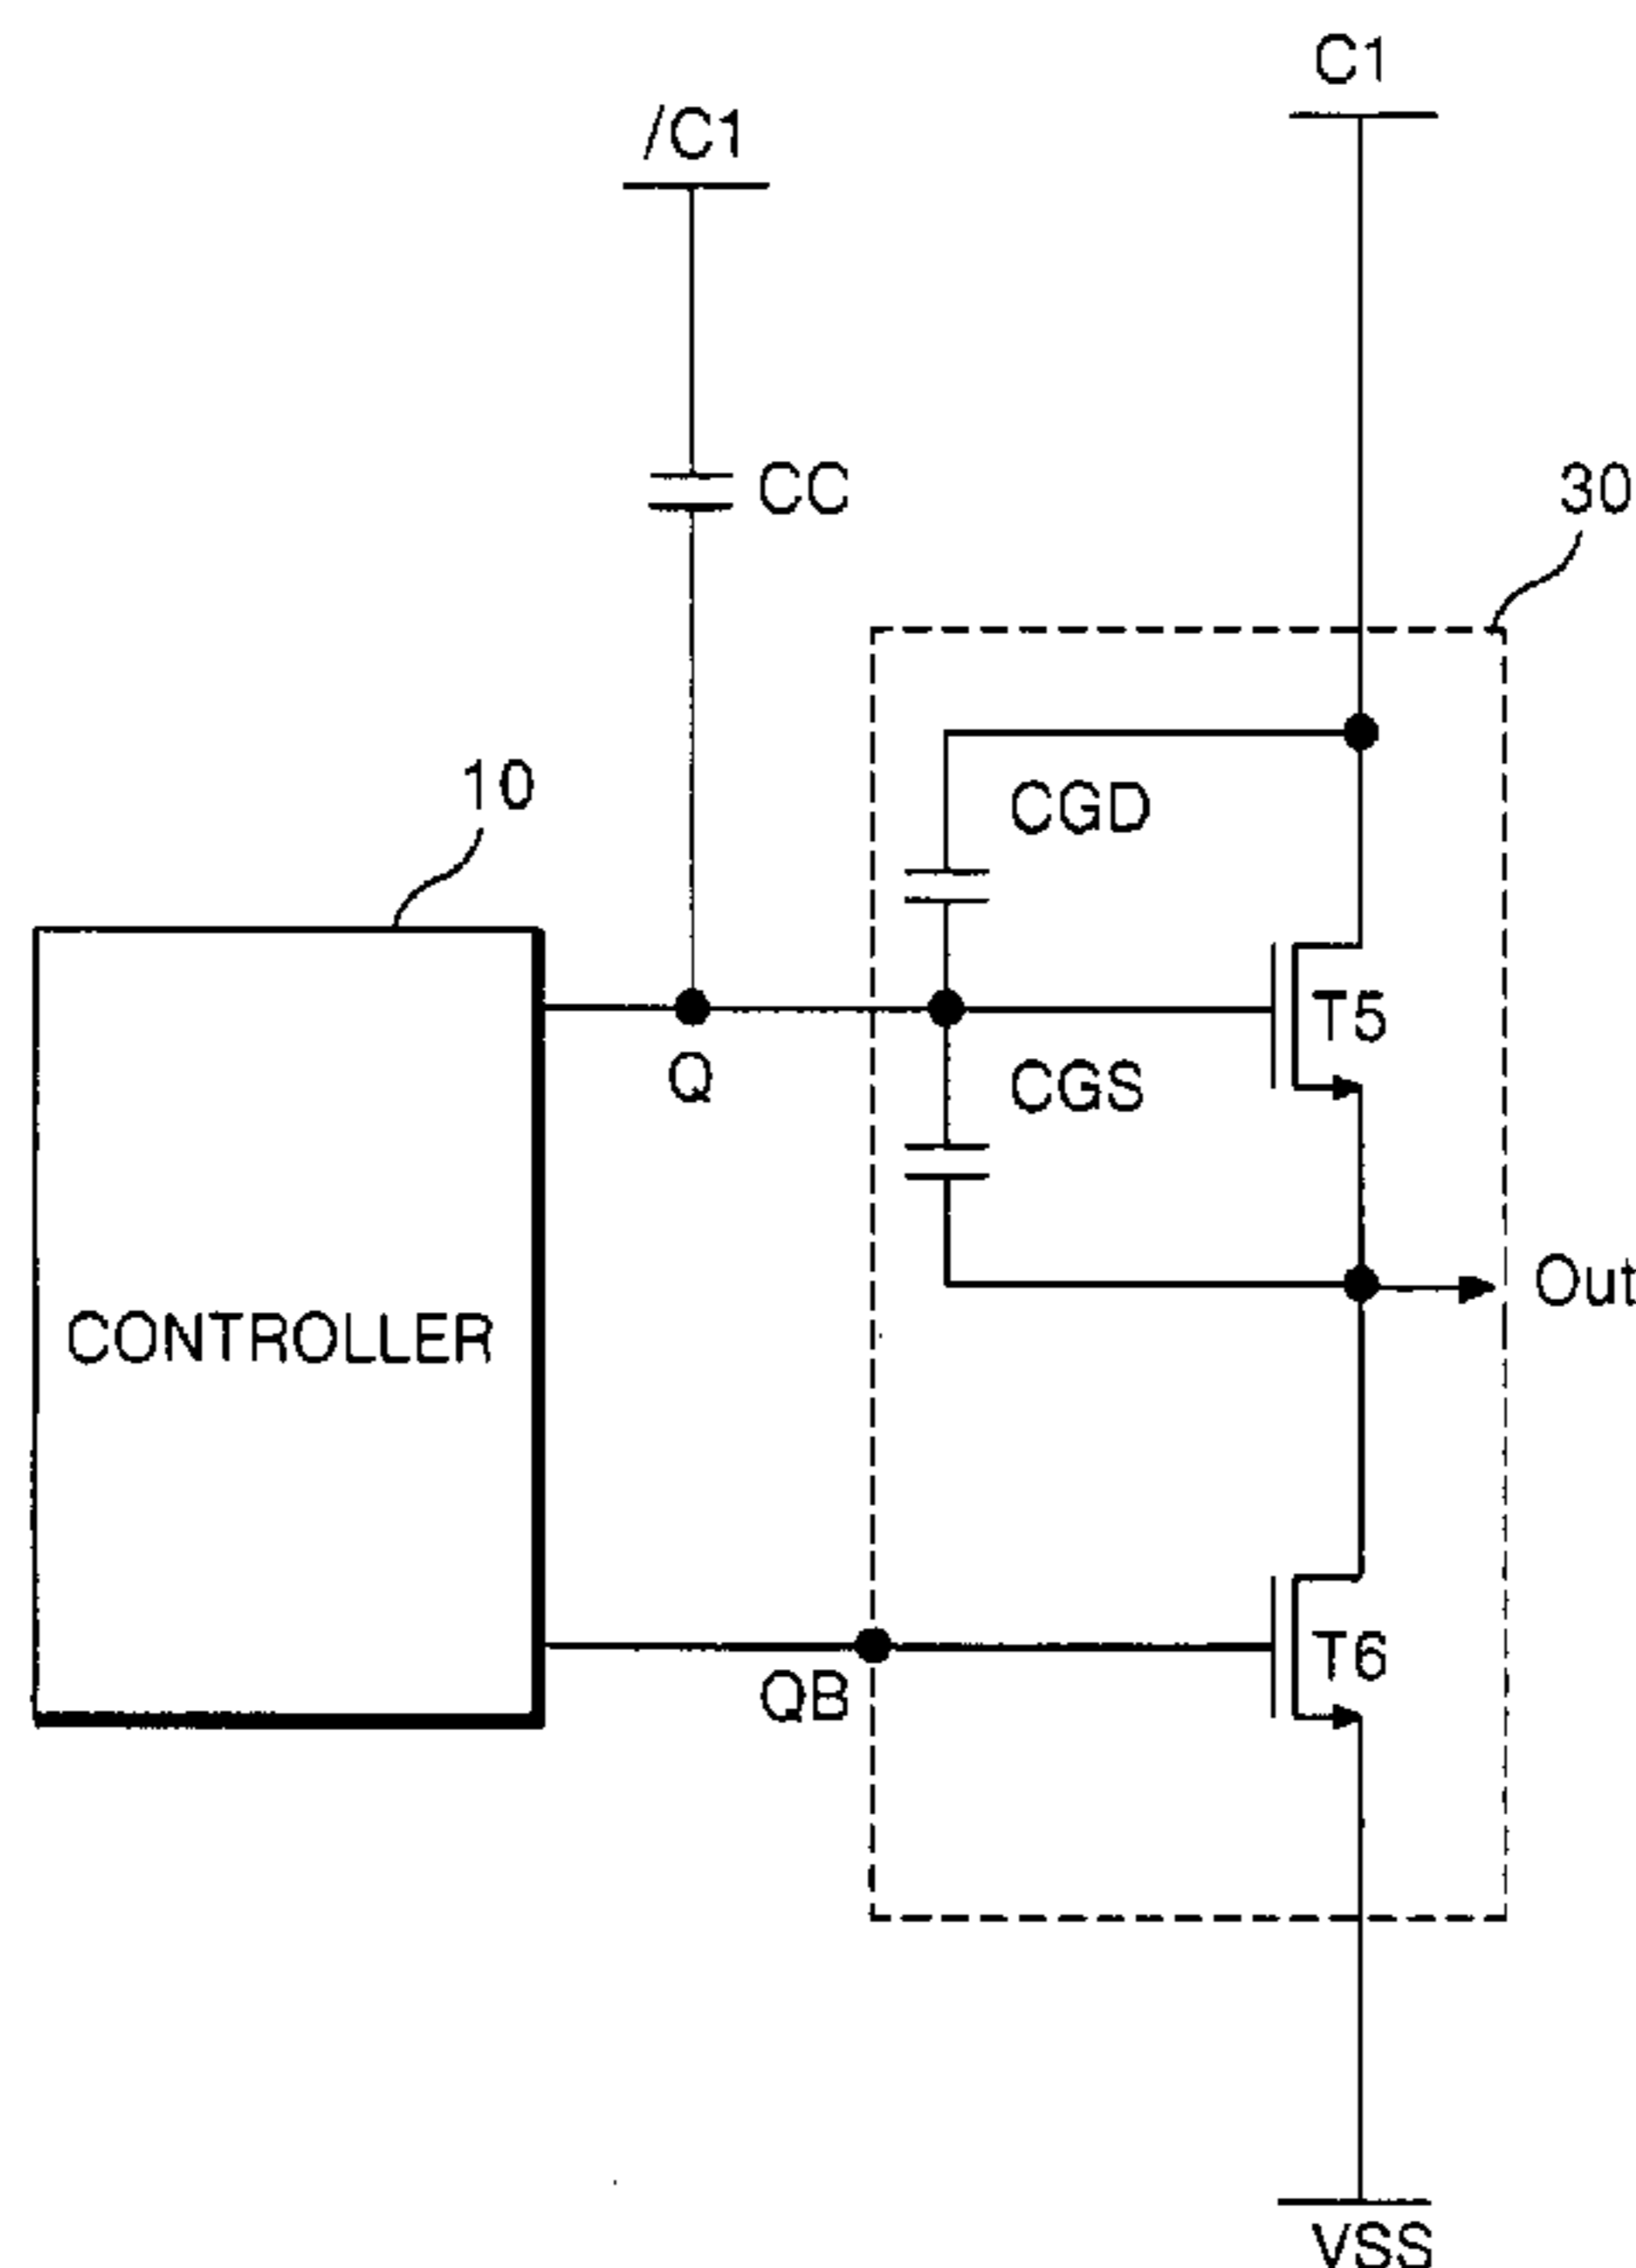 C1
/C1
CC
30
10
CGD
T5
Q
CGS
Out
CONTROLLER
T6
QB
VSS